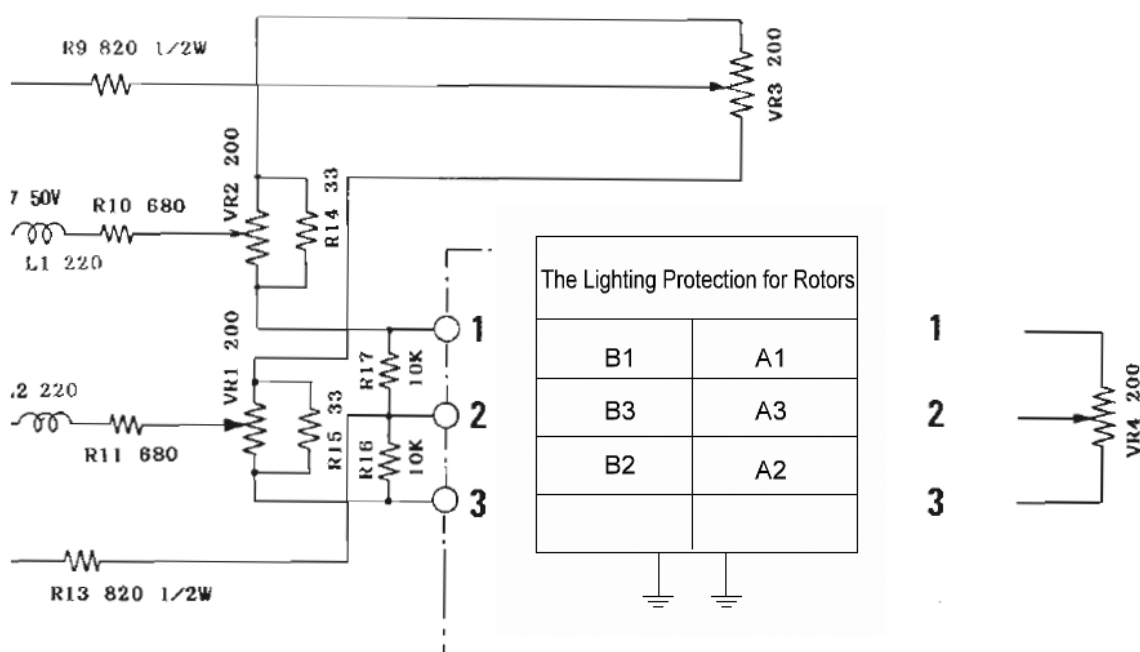 R9 820 1/2W
VR3 200
VR2 200
R14 33
7 50V
R10 680
L1 220
The Lighting Protection for Rotors
B1 A1
B3 A3
B2 A2
1
2
3
R17 10K
R16 10K
VR1 200
R15 33
.2 220
R11 680
R13 820 1/2W
1
2
3
VR4 200